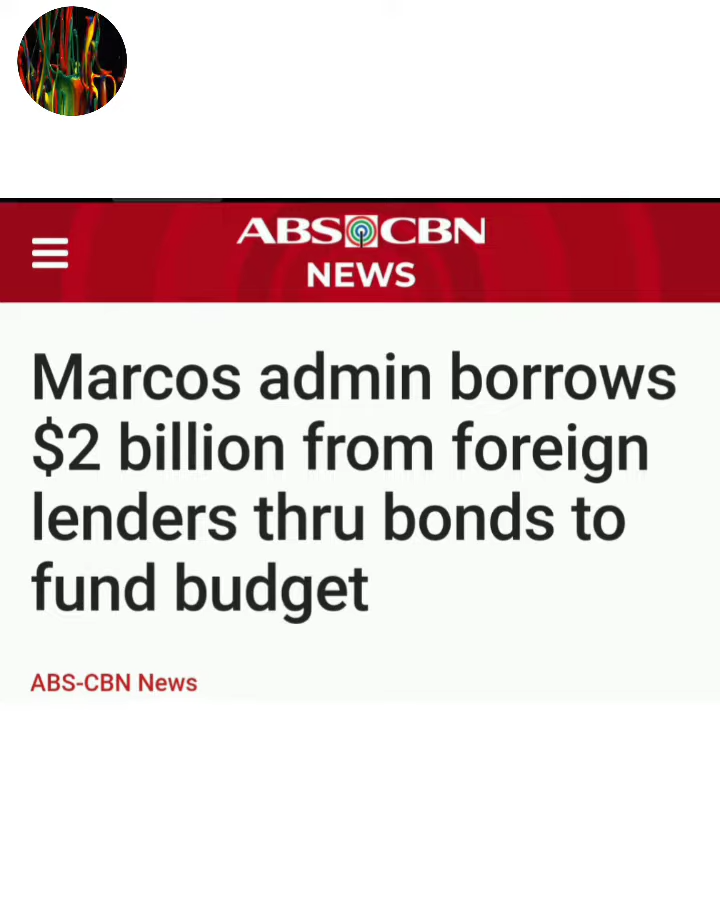 ABS CBN
NEWS
Marcos admin borrows
$2 billion from foreign
lenders thru bonds to
fund budget
ABS-CBN News